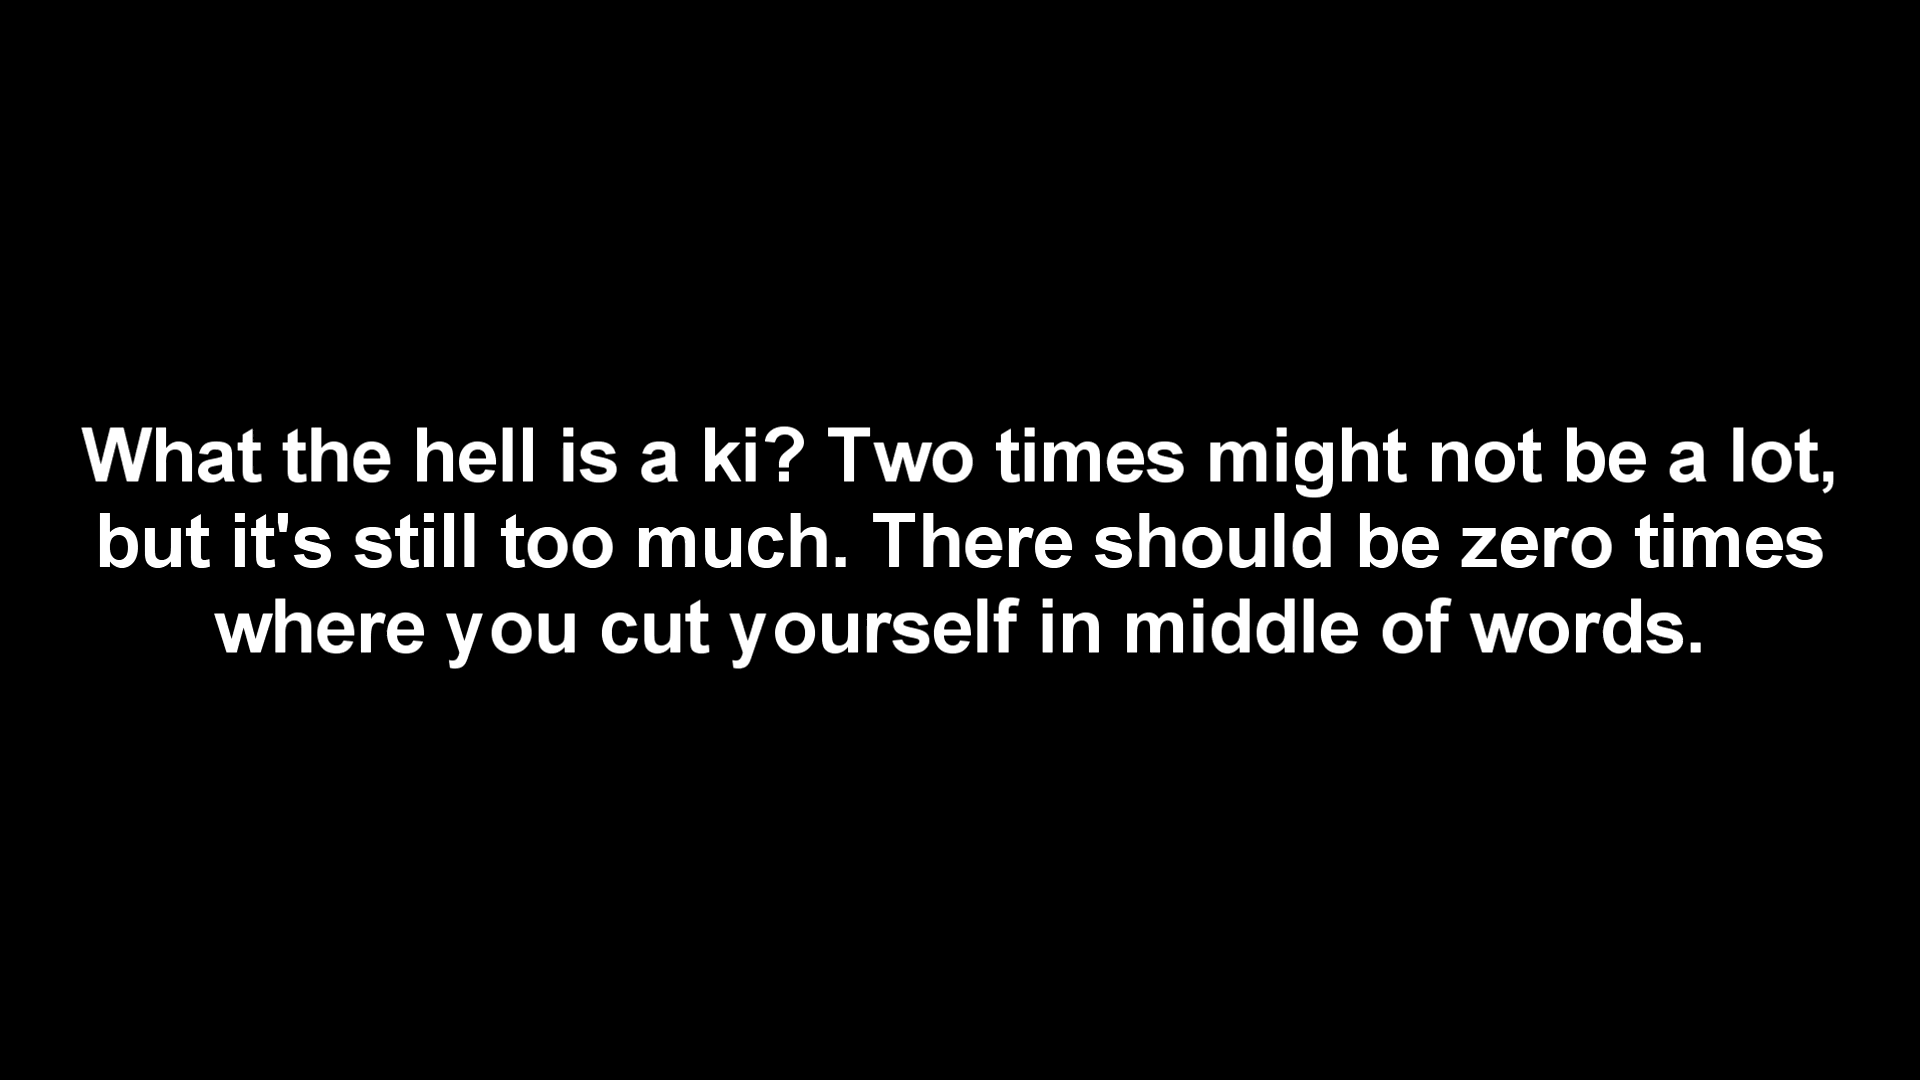 What the hell is a ki? Two times might not be a lot,
but it's still too much. There should be zero times
where you cut yourself in middle of words.